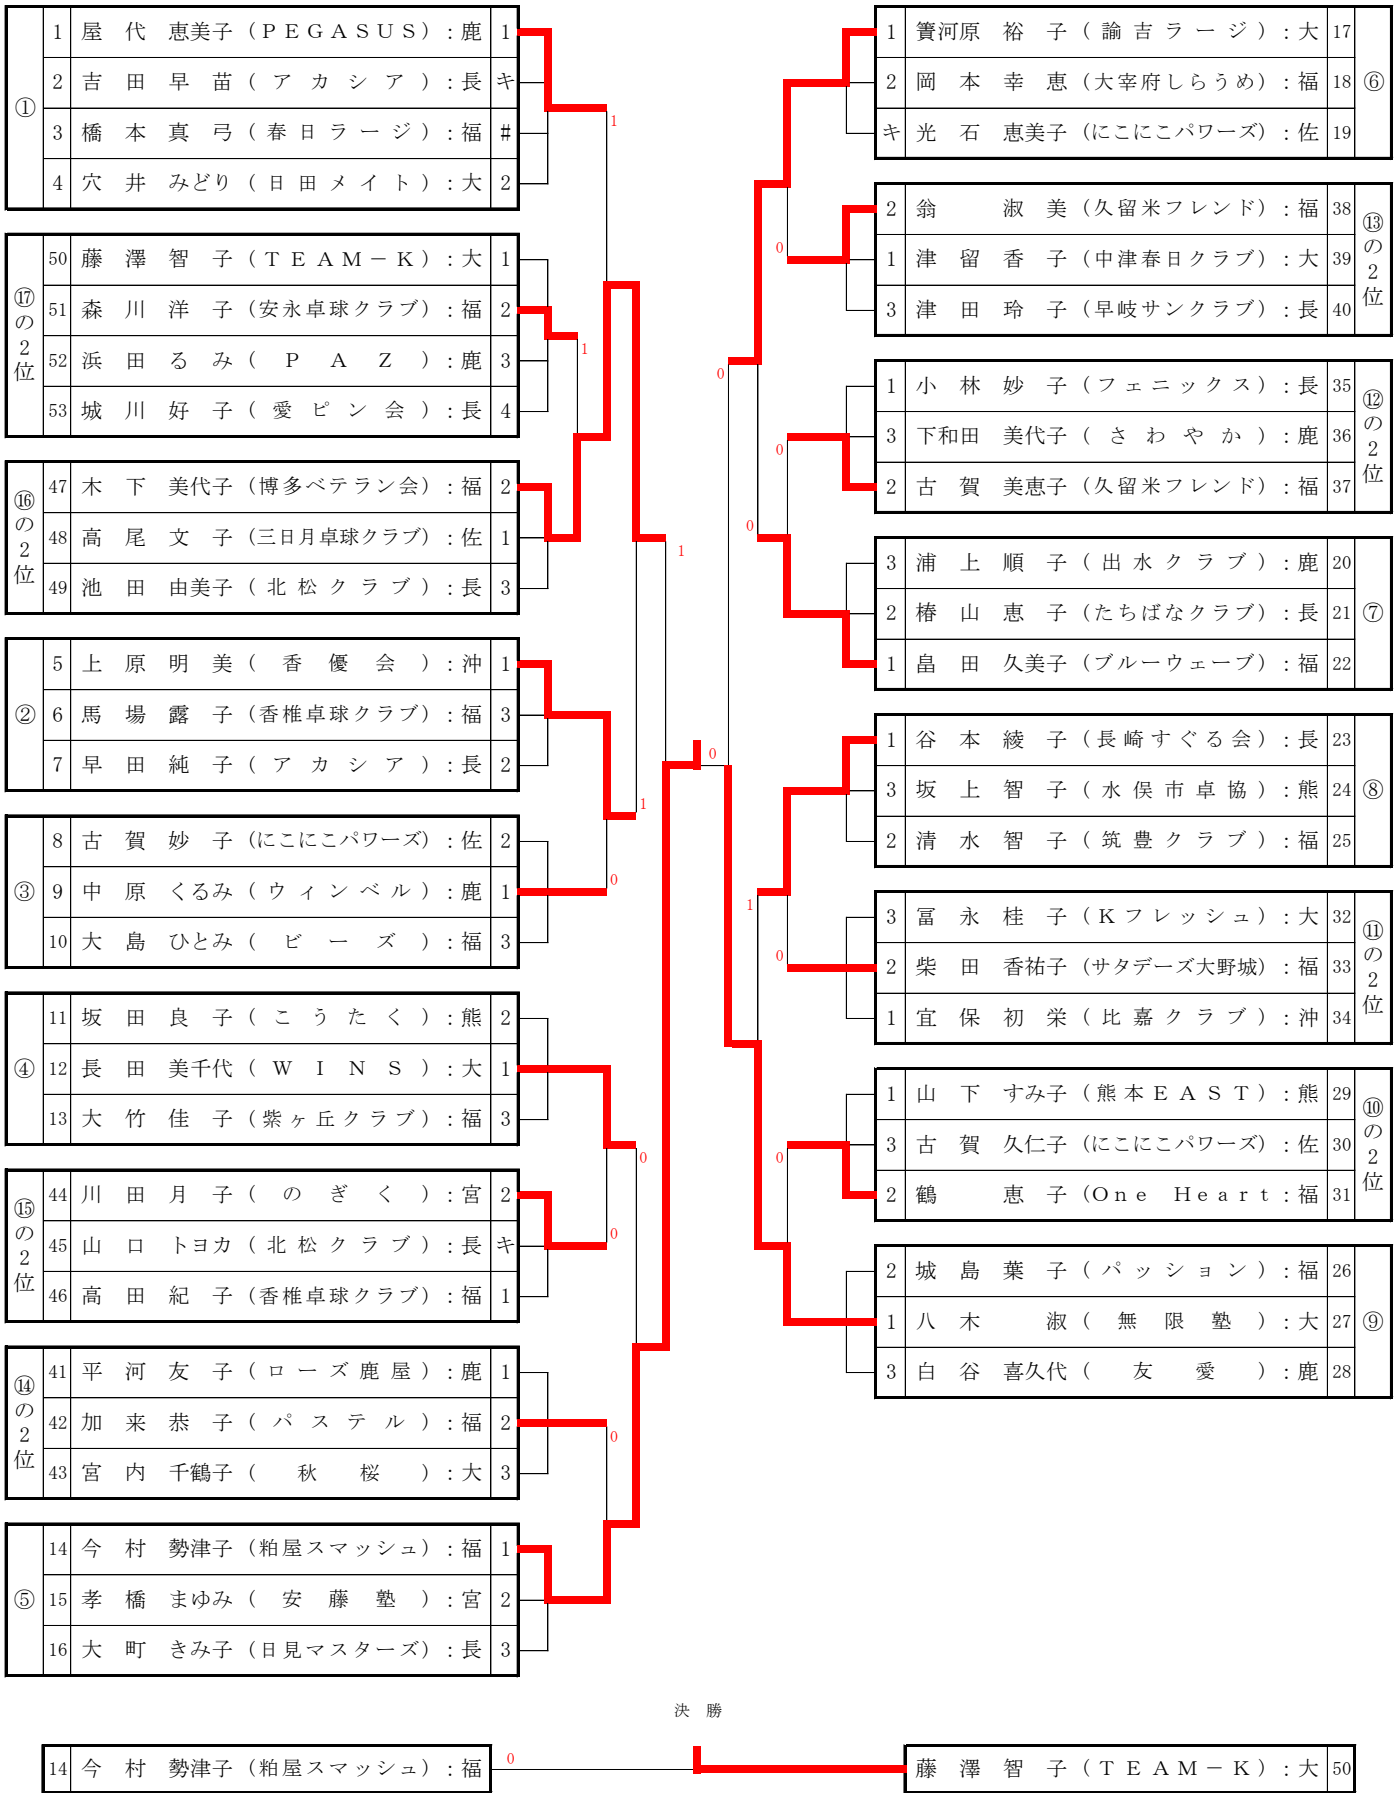 ①
1 屋代 恵美子 (PEGASUS) : 鹿 1
2 吉田 早苗 (アカシア) : 長 キ
3 橋本 真弓 (春日ラージ) : 福 #
4 穴井 みどり (日田メイト) : 大 2
⑰の2位
50 藤澤 智子 (TEAM－K) : 大 1
51 森川 洋子 (安永卓球クラブ) : 福 2
52 浜田 るみ (PAZ) : 鹿 3
53 城川 好子 (愛ピン会) : 長 4
⑯の2位
47 木下 美代子 (博多ベテラン会) : 福 2
48 高尾 文子 (三日月卓球クラブ) : 佐 1
49 池田 由美子 (北松クラブ) : 長 3
②
5 上原 明美 (香優会) : 沖 1
6 馬場 露子 (香椎卓球クラブ) : 福 3
7 早田 純子 (アカシア) : 長 2
③
8 古賀 妙子 (にこにこパワーズ) : 佐 2
9 中原 くるみ (ウィンベル) : 鹿 1
10 大島 ひとみ (ビーズ) : 福 3
④
11 坂田 良子 (こうたく) : 熊 2
12 長田 美千代 (WINS) : 大 1
13 大竹 佳子 (紫ヶ丘クラブ) : 福 3
⑮の2位
44 川田 月子 (のぎく) : 宮 2
45 山口 トヨカ (北松クラブ) : 長 キ
46 高田 紀子 (香椎卓球クラブ) : 福 1
⑭の2位
41 平河 友子 (ローズ鹿屋) : 鹿 1
42 加来 恭子 (パステル) : 福 2
43 宮内 千鶴子 (秋桜) : 大 3
⑤
14 今村 勢津子 (粕屋スマッシュ) : 福 1
15 孝橋 まゆみ (安藤塾) : 宮 2
16 大町 きみ子 (日見マスターズ) : 長 3
1
1
1
1
0
0
0
0
0
0
0
0
0
0
1
0
0
1 簀河原 裕子 (諭吉ラージ) : 大 17
2 岡本 幸恵 (大宰府しらうめ) : 福 18
キ 光石 恵美子 (にこにこパワーズ) : 佐 19
⑥
2 翁 淑美 (久留米フレンド) : 福 38
1 津留 香子 (中津春日クラブ) : 大 39
3 津田 玲子 (早岐サンクラブ) : 長 40
⑬の2位
1 小林 妙子 (フェニックス) : 長 35
3 下和田 美代子 (さわやか) : 鹿 36
2 古賀 美恵子 (久留米フレンド) : 福 37
⑫の2位
3 浦上 順子 (出水クラブ) : 鹿 20
2 椿山 恵子 (たちばなクラブ) : 長 21
1 畠田 久美子 (ブルーウェーブ) : 福 22
⑦
1 谷本 綾子 (長崎すぐる会) : 長 23
3 坂上 智子 (水俣市卓協) : 熊 24
2 清水 智子 (筑豊クラブ) : 福 25
⑧
3 冨永 桂子 (Kフレッシュ) : 大 32
2 柴田 香祐子 (サタデーズ大野城) : 福 33
1 宜保 初栄 (比嘉クラブ) : 沖 34
⑪の2位
1 山下 すみ子 (熊本EAST) : 熊 29
3 古賀 久仁子 (にこにこパワーズ) : 佐 30
2 鶴 恵子 (One Heart : 福 31
⑩の2位
2 城島 葉子 (パッション) : 福 26
1 八木 淑 (無限塾) : 大 27
3 白谷 喜久代 (友愛) : 鹿 28
⑨
決 勝
14 今村 勢津子 (粕屋スマッシュ) : 福
0
藤澤 智子 (TEAM－K) : 大 50